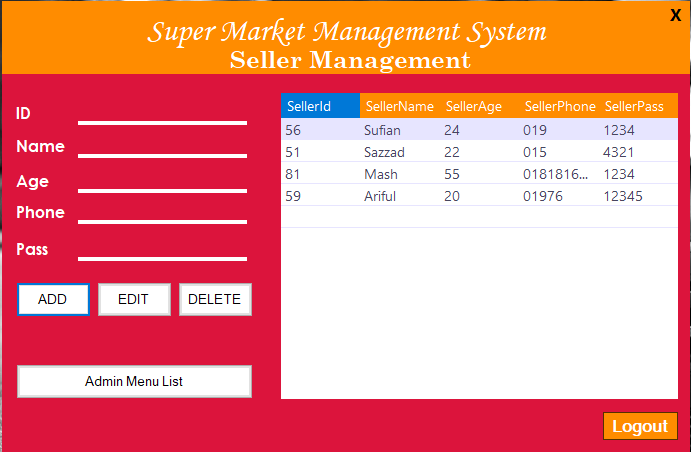 X
Super Market Management System
Seller Management
ID
Name
Age
Phone
Pass
ADD EDIT DELETE
Admin Menu List
SellerId SellerName SellerAge SellerPhone SellerPass
56 Sufian 24 019 1234
51 Sazzad 22 015 4321
81 Mash 55 0181816... 1234
59 Ariful 20 01976 12345
Logout